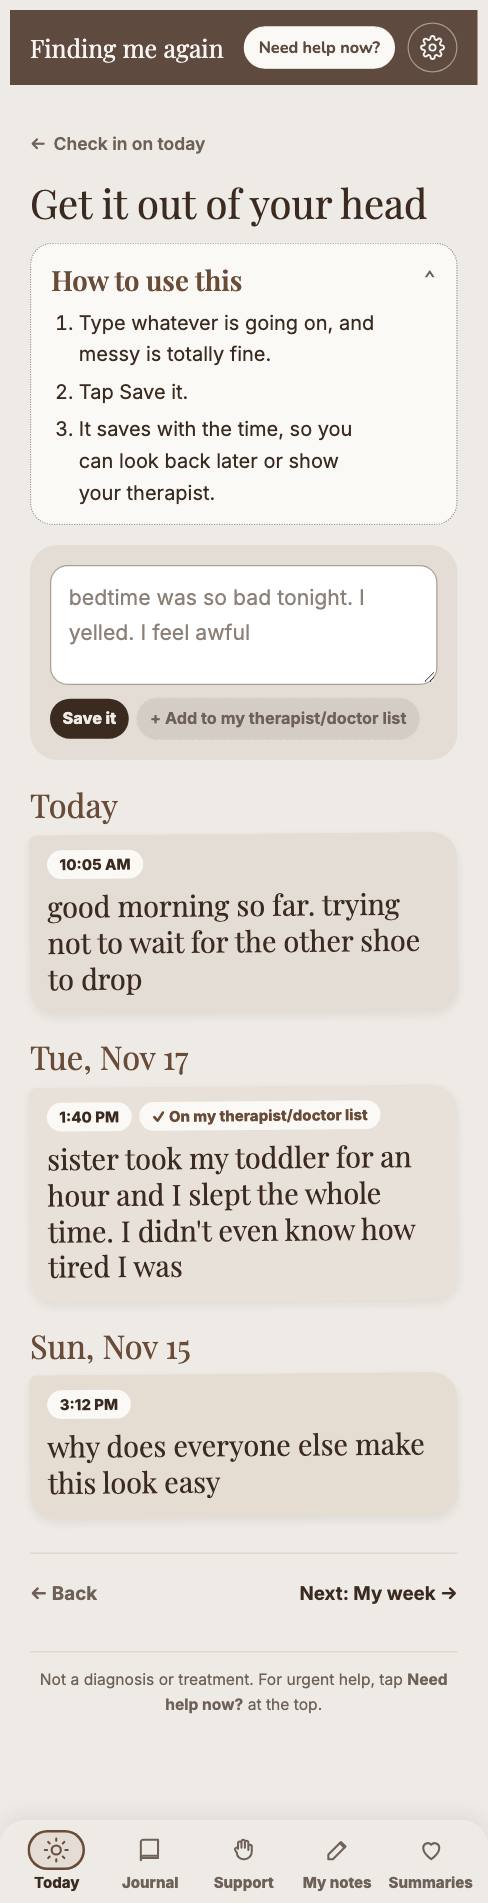 Finding me again
Need help now?
← Check in on today
Get it out of your head
How to use this
1. Type whatever is going on, and
messy is totally fine.
2. Tap Save it.
3. It saves with the time, so you
can look back later or show
your therapist.
bedtime was so bad tonight. I
yelled. I feel awful
Save it
+ Add to my therapist/doctor list
Today
10:05 AM
good morning so far. trying
not to wait for the other shoe
to drop
Tue, Nov 17
1:40 PM
✓ On my therapist/doctor list
sister took my toddler for an
hour and I slept the whole
time. I didn't even know how
tired I was
Sun, Nov 15
3:12 PM
why does everyone else make
this look easy
← Back
Next: My week →
Not a diagnosis or treatment. For urgent help, tap Need
help now? at the top.
Today
Journal
Support
My notes
Summaries